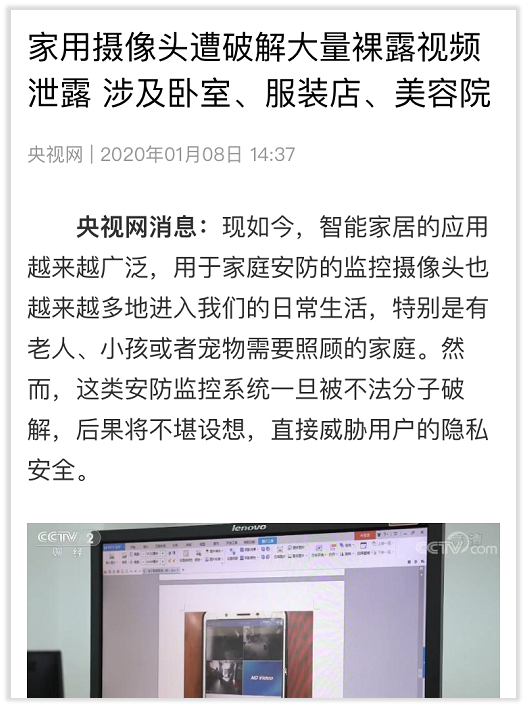 家用摄像头遭破解大量裸露视频
泄露 涉及卧室、服装店、美容院
央视网 | 2020年01月08日 14:37
央视网消息：现如今，智能家居的应用
越来越广泛，用于家庭安防的监控摄像头也
越来越多地进入我们的日常生活，特别是有
老人、小孩或者宠物需要照顾的家庭。然
而，这类安防监控系统一旦被不法分子破
解，后果将不堪设想，直接威胁用户的隐私
安全。
lenovo
CCTV 2
财经
CCTV.com
NO Video